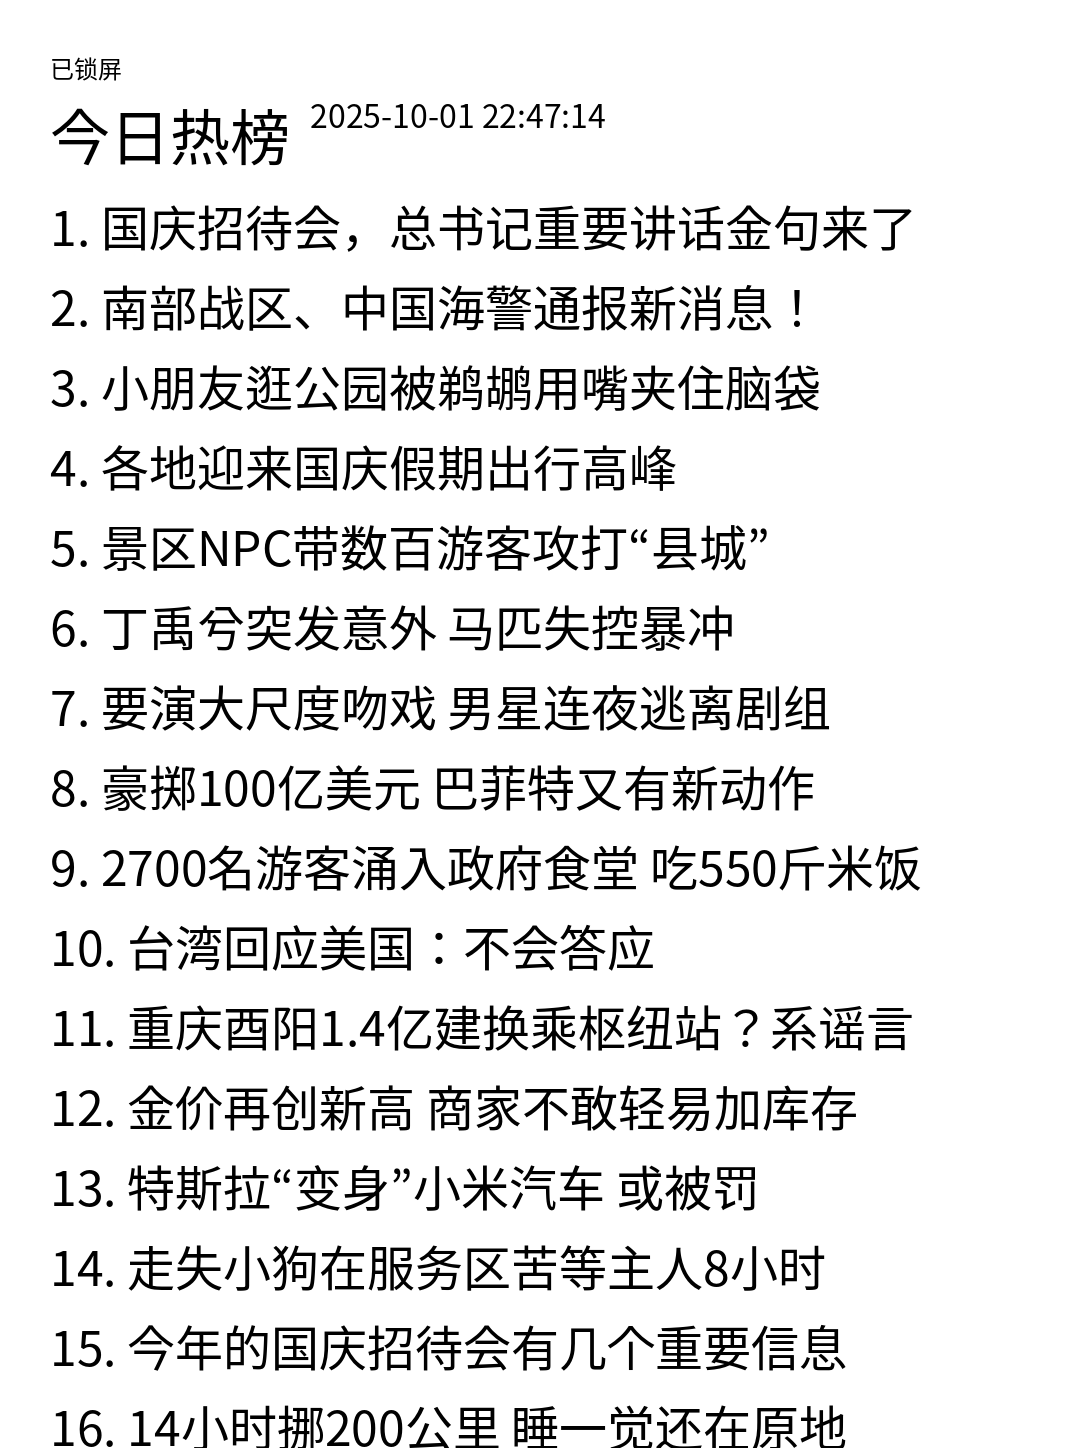 已锁屏
今日热榜 2025-10-01 22:47:14
1. 国庆招待会，总书记重要讲话金句来了
2. 南部战区、中国海警通报新消息！
3. 小朋友逛公园被鹈鹕用嘴夹住脑袋
4. 各地迎来国庆假期出行高峰
5. 景区NPC带数百游客攻打“县城”
6. 丁禹兮突发意外 马匹失控暴冲
7. 要演大尺度吻戏 男星连夜逃离剧组
8. 豪掷100亿美元 巴菲特又有新动作
9. 2700名游客涌入政府食堂 吃550斤米饭
10. 台湾回应美国：不会答应
11. 重庆酉阳1.4亿建换乘枢纽站？系谣言
12. 金价再创新高 商家不敢轻易加库存
13. 特斯拉“变身”小米汽车 或被罚
14. 走失小狗在服务区苦等主人8小时
15. 今年的国庆招待会有几个重要信息
16. 14小时挪200公里 睡一觉还在原地